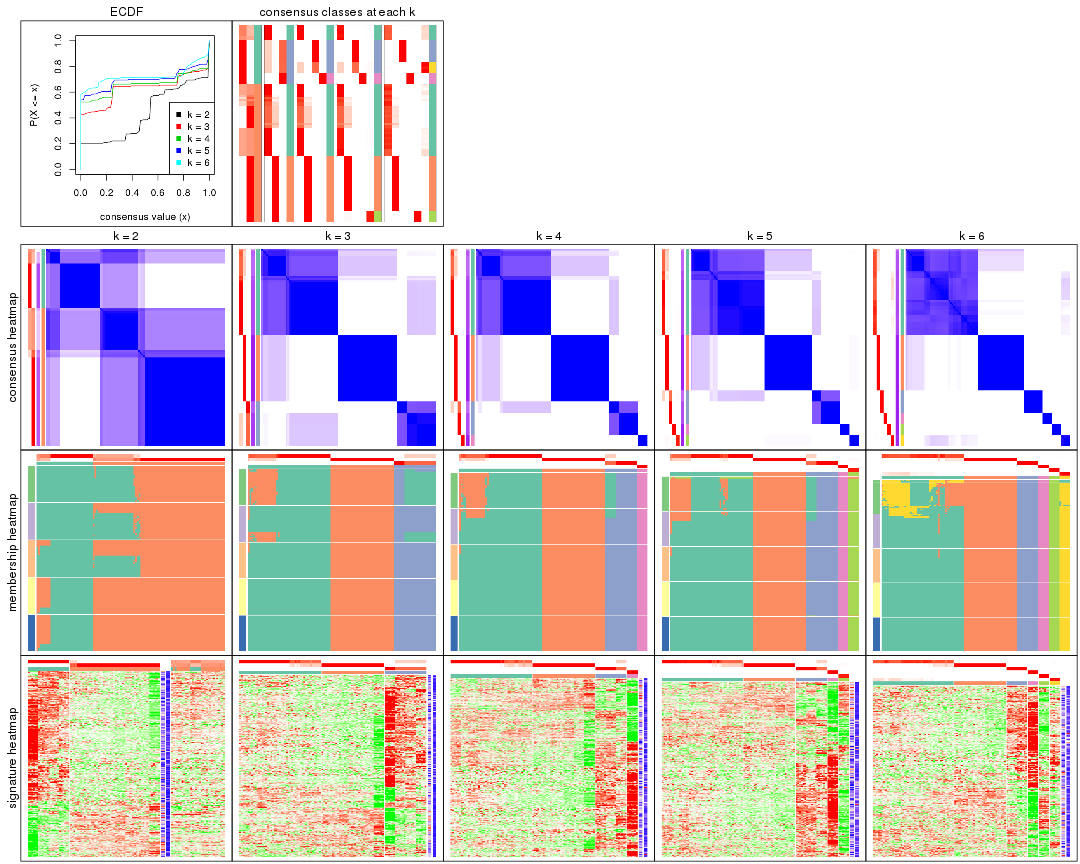 ECDF
consensus classes at each k
P(X <= x)
1.0
0.8
0.6
0.4
0.2
0.0
k = 2
k = 3
k = 4
k = 5
k = 6
0.0 0.2 0.4 0.6 0.8 1.0
consensus value (x)
k = 2 k = 3 k = 4 k = 5 k = 6
consensus heatmap
membership heatmap
signature heatmap